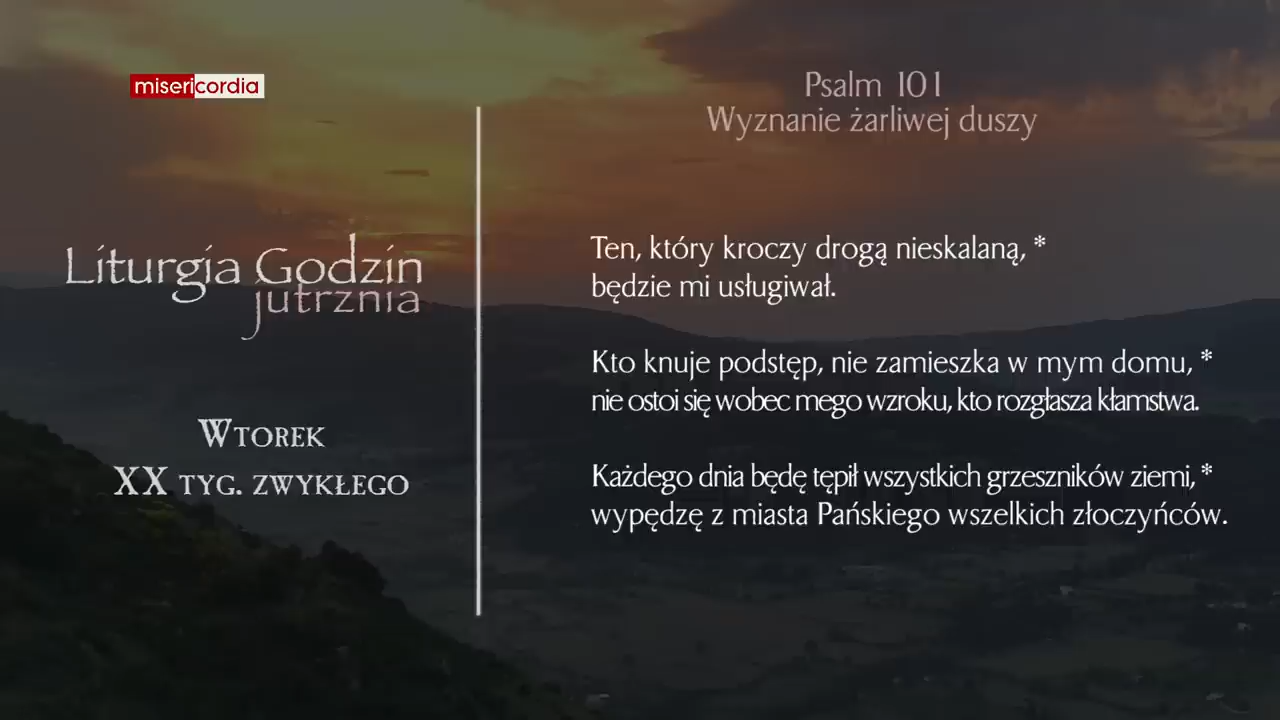 misericordia
Liturgia Godzin
jutrznia
Wtorek
XX tyg. zwykłego
Psalm 101
Wyznanie żarliwej duszy
Ten, który kroczy drogą nieskalaną, *
będzie mi usługiwał.
Kto knuje podstęp, nie zamieszka w mym domu, *
nie ostoi się wobec mego wzroku, kto rozgłasza kłamstwa.
Każdego dnia będę tępił wszystkich grzeszników ziemi, *
wypędzę z miasta Pańskiego wszelkich złoczyńców.